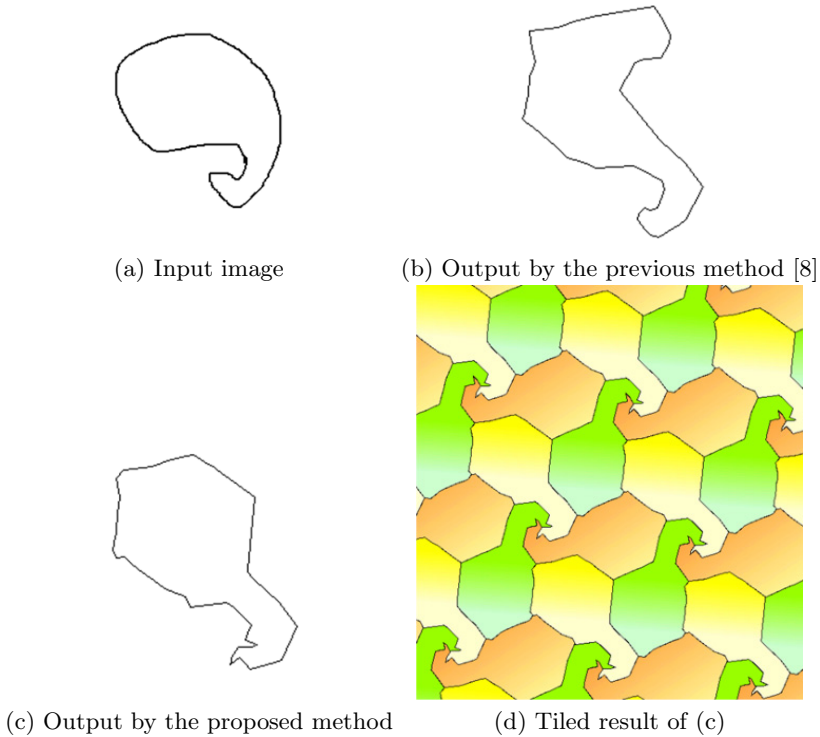 (a) Input image
(b) Output by the previous method [8]
(c) Output by the proposed method
(d) Tiled result of (c)